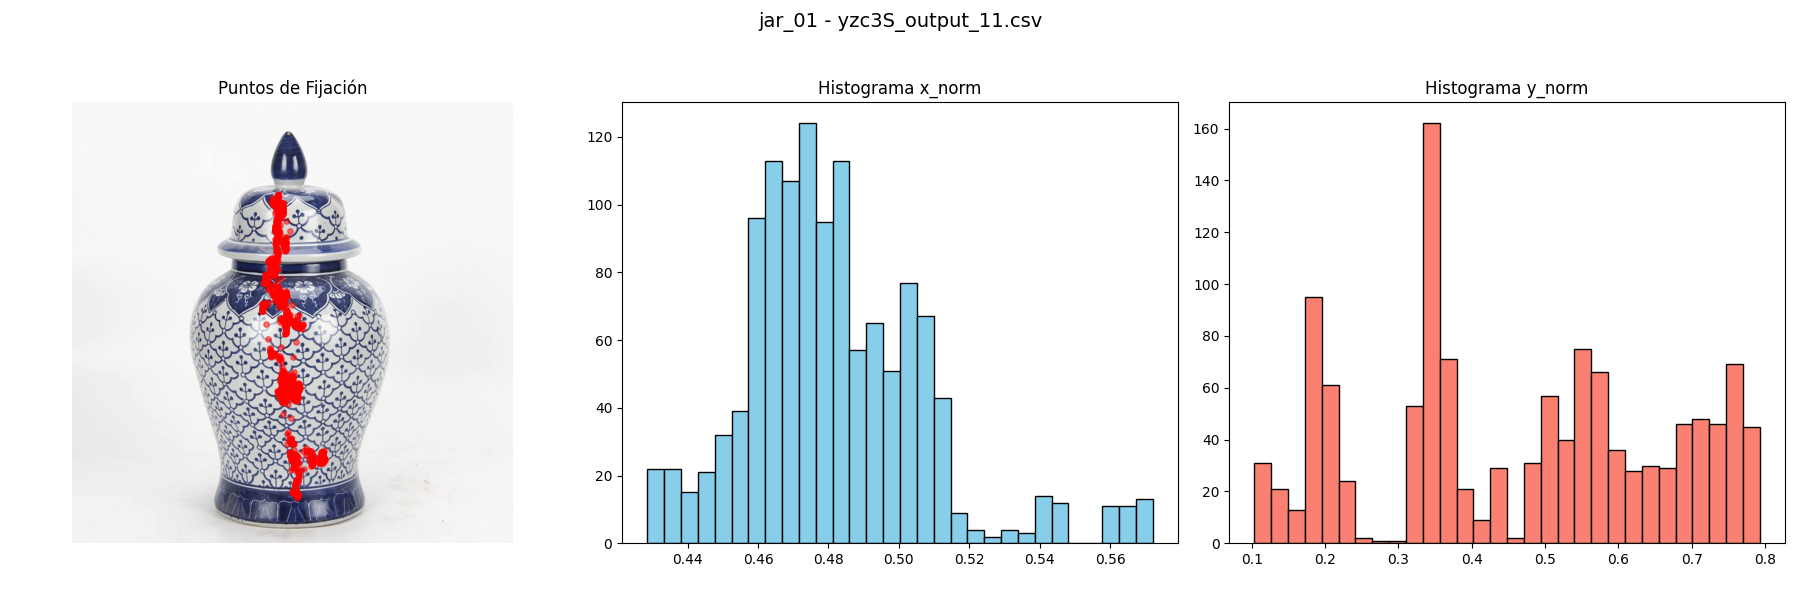 jar_01 - yzc3S_output_11.csv
Puntos de Fijación
Histograma x_norm
Histograma y_norm
120
100
80
60
40
20
0
0.44 0.46 0.48 0.50 0.52 0.54 0.56
160
140
120
100
80
60
40
20
0
0.1 0.2 0.3 0.4 0.5 0.6 0.7 0.8